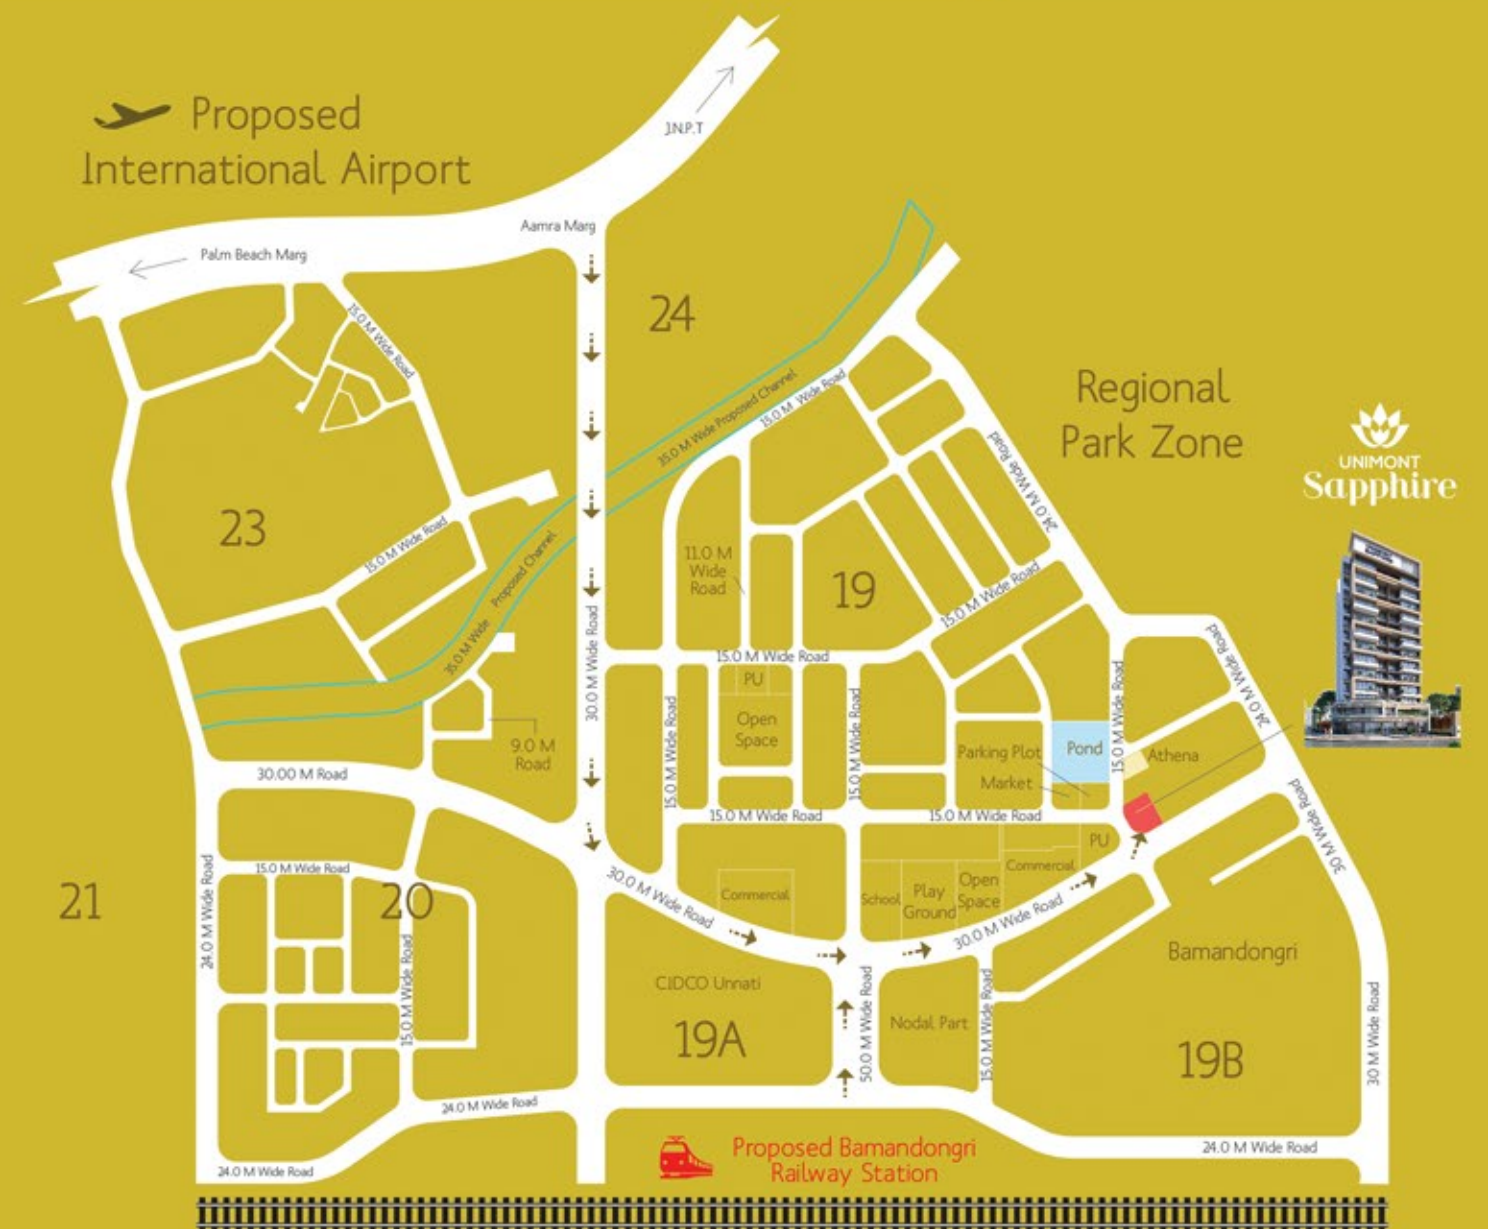 Proposed
International Airport
J.N.P.T
Aamra Marg
Palm Beach Marg
15.0 M Wide Road
24
35.0 M Wide Proposed Channel
15.0 M Wide Road
Regional
Park Zone
24.0 M Wide Road
UNIMONT
Sapphire
23
15.0 M Wide Road
35.0 M Wide Proposed Channel
11.0 M
Wide
Road
19
15.0 M Wide Road
30.0 M Wide Road
15.0 M Wide Road
PU
Open
Space
15.0 M Wide Road
15.0 M Wide Road
15.0 M Wide Road
24.0 M Wide Road
9.0 M
Road
30.00 M Road
Parking Plot
Pond
Athena
Market
15.0 M Wide Road
15.0 M Wide Road
30 M Wide Road
PU
21
24.0 M Wide Road
15.0 M Wide Road
20
15.0 M Wide Road
30.0 M Wide Road
Commercial
School
Play
Ground
Open
Space
Commercial
30.0 M Wide Road
Bamandongri
CIDCO Unnati
19A
50.0 M Wide Road
Nodal Part
15.0 M Wide Road
19B
30 M Wide Road
24.0 M Wide Road
24.0 M Wide Road
24.0 M Wide Road
Proposed Bamandongri
Railway Station